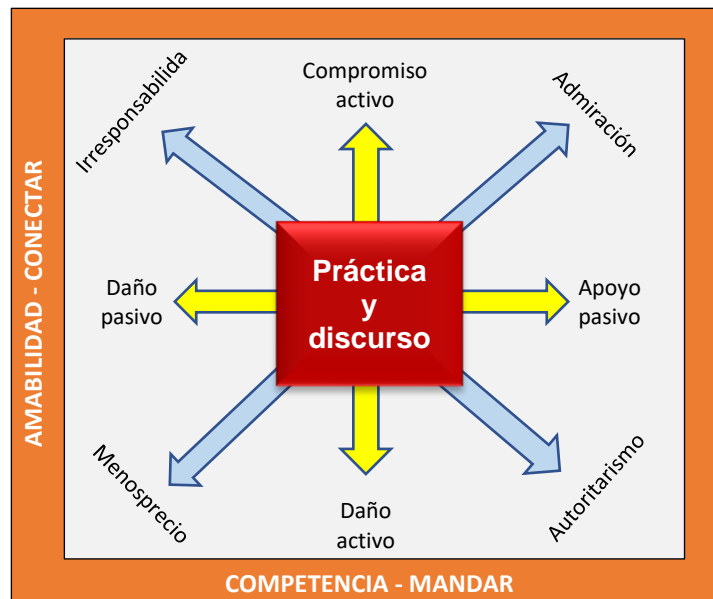 Irresponsabilida
Compromiso
activo
Admiración
AMABILIDAD - CONECTAR
Daño
pasivo
Práctica
y
discurso
Apoyo
pasivo
Menosprecio
Daño
activo
Autoritarismo
COMPETENCIA - MANDAR